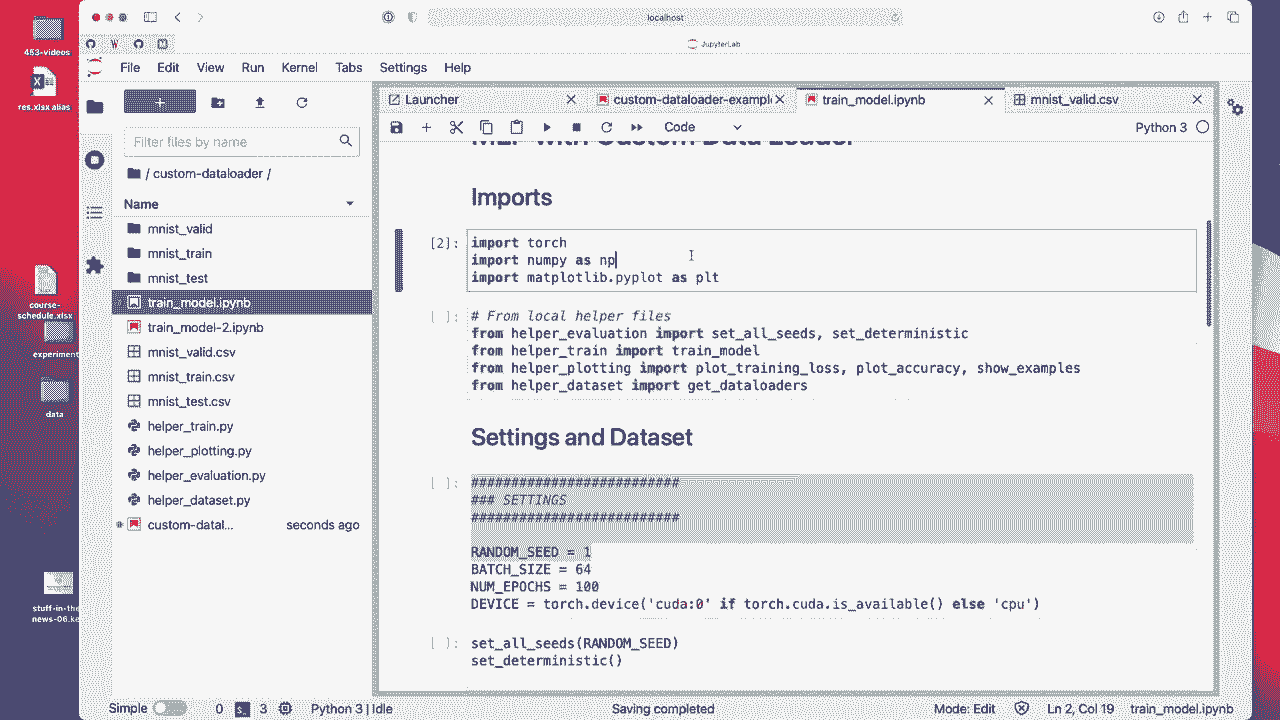 localhost
JupyterLab
File Edit View Run Kernel Tabs Settings Help
453-videos
res.xlsx alias
course-schedule.xlsx
experiment
data
stuff-in-the
news-06.ke
Filter files by name
/ custom-dataloader /
Name
mnist_valid
mnist_train
mnist_test
train_model.ipynb
train_model-2.ipynb
mnist_valid.csv
mnist_train.csv
mnist_test.csv
helper_train.py
helper_plotting.py
helper_evaluation.py
helper_dataset.py
custom-datal... seconds ago
Launcher custom-dataloader-exampl train_model.ipynb mnist_valid.csv
Code Python 3
MLP with Custom Data Loader
Imports
[2]: import torch
import numpy as np
import matplotlib.pyplot as plt
[ ]: # From local helper files
from helper_evaluation import set_all_seeds, set_deterministic
from helper_train import train_model
from helper_plotting import plot_training_loss, plot_accuracy, show_examples
from helper_dataset import get_dataloaders
Settings and Dataset
[ ]: ##########################
### SETTINGS
##########################
RANDOM_SEED = 1
BATCH_SIZE = 64
NUM_EPOCHS = 100
DEVICE = torch.device('cuda:0' if torch.cuda.is_available() else 'cpu')
[ ]: set_all_seeds(RANDOM_SEED)
set_deterministic()
Simple 0 3 Python 3 | Idle Saving completed Mode: Edit Ln 2, Col 19 train_model.ipynb